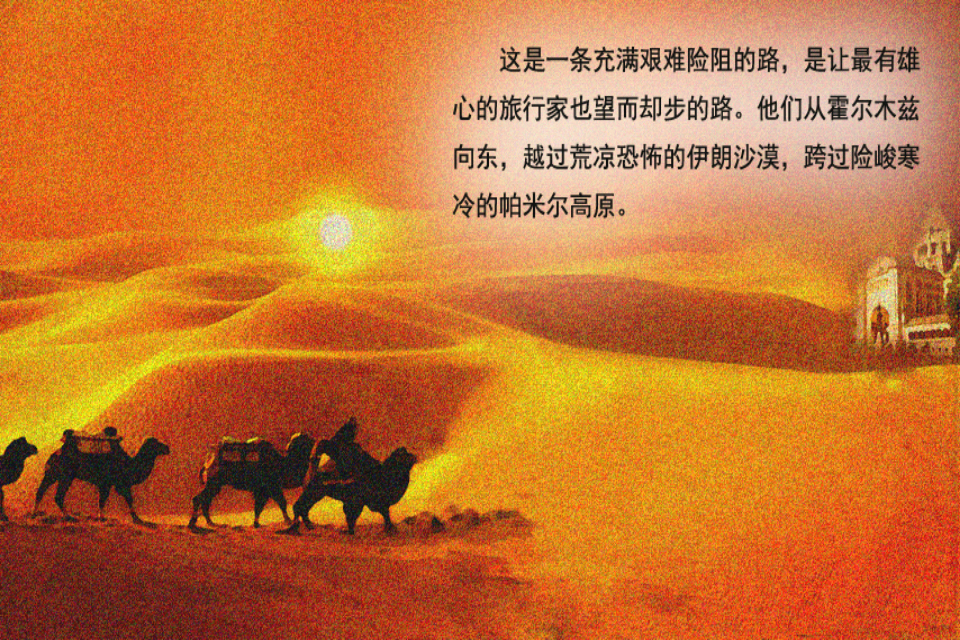 这是一条充满艰难险阻的路，是让最有雄
心的旅行家也望而却步的路。他们从霍尔木兹
向东，越过荒凉恐怖的伊朗沙漠，跨过险峻寒
冷的帕米尔高原。